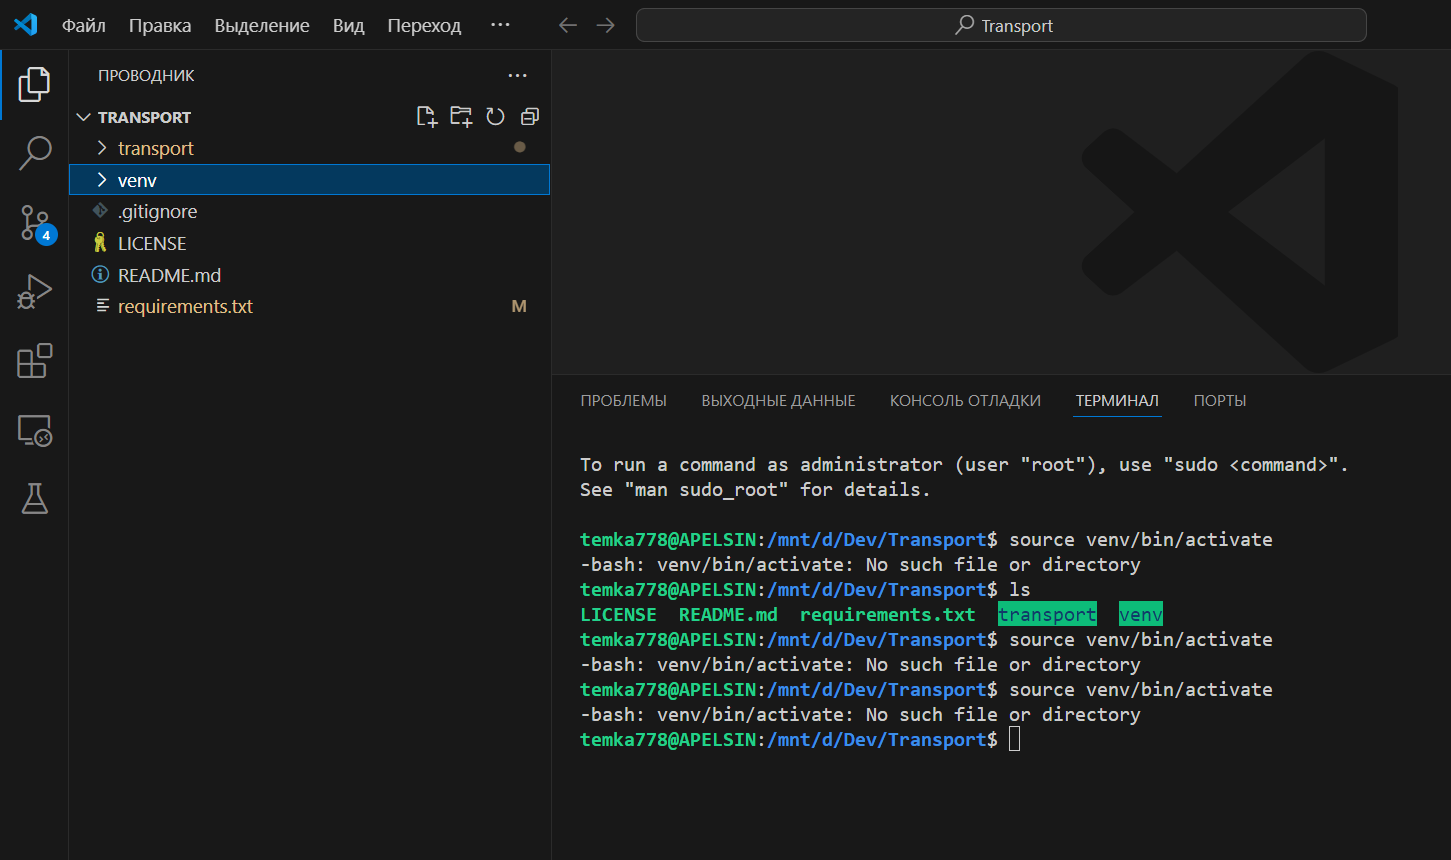 Файл Правка Выделение Вид Переход ··· Transport
ПРОВОДНИК ···
TRANSPORT
transport
venv
.gitignore
LICENSE
README.md
requirements.txt M
4
ПРОБЛЕМЫ ВЫХОДНЫЕ ДАННЫЕ КОНСОЛЬ ОТЛАДКИ ТЕРМИНАЛ ПОРТЫ
To run a command as administrator (user "root"), use "sudo <command>".
See "man sudo_root" for details.
temka778@APELSIN:/mnt/d/Dev/Transport$ source venv/bin/activate
-bash: venv/bin/activate: No such file or directory
temka778@APELSIN:/mnt/d/Dev/Transport$ ls
LICENSE README.md requirements.txt transport venv
temka778@APELSIN:/mnt/d/Dev/Transport$ source venv/bin/activate
-bash: venv/bin/activate: No such file or directory
temka778@APELSIN:/mnt/d/Dev/Transport$ source venv/bin/activate
-bash: venv/bin/activate: No such file or directory
temka778@APELSIN:/mnt/d/Dev/Transport$